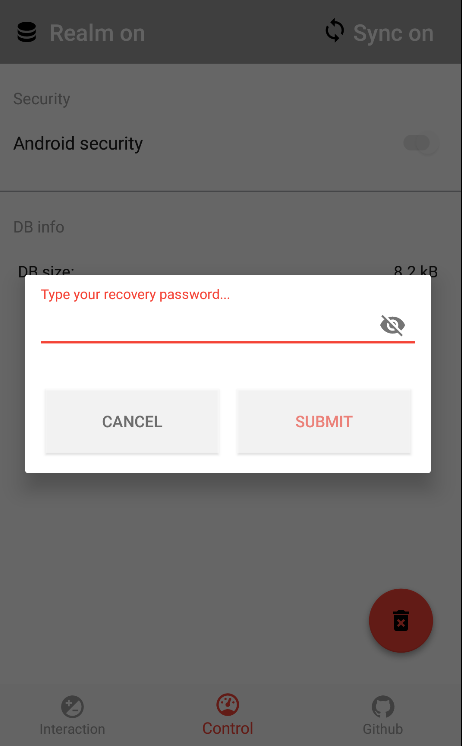 Realm on
Sync on
Security
Android security
DB info
DB size:
8.2 kB
Type your recovery password...
CANCEL
SUBMIT
Interaction
Control
Github